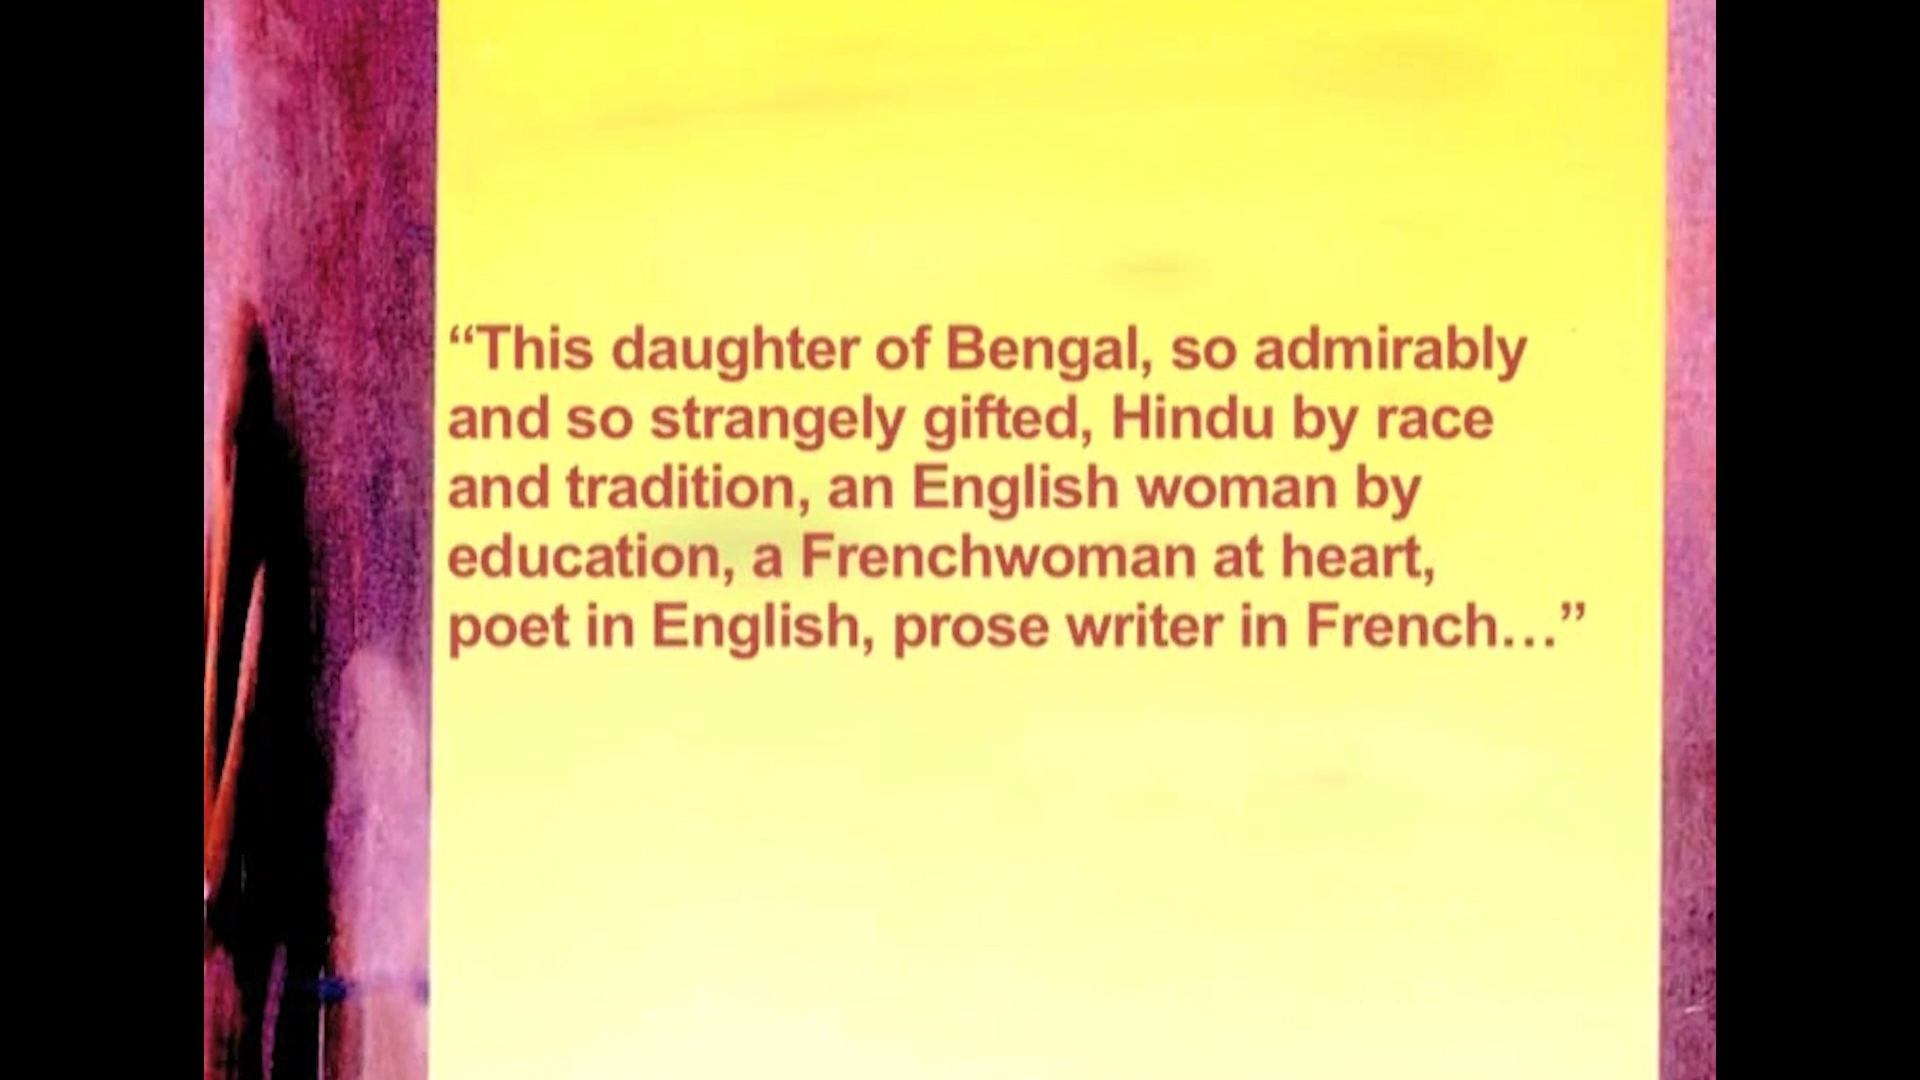 “This daughter of Bengal, so admirably
and so strangely gifted, Hindu by race
and tradition, an English woman by
education, a Frenchwoman at heart,
poet in English, prose writer in French…”